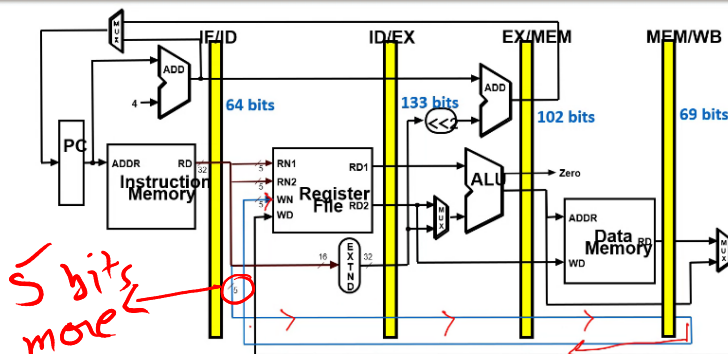 IF/ID
ID/EX
EX/MEM
MEM/WB
MUX
ADD
4
64 bits
133 bits
102 bits
69 bits
<<2
ADD
PC
ADDR
RD
32
Instruction
Memory
5
RN1
5
RN2
5
WN
WD
RD1
Register
File
RD2
MUX
ALU
Zero
ADDR
Data
Memory
RD
WD
MUX
16
EXTND
32
5
5 bits
more